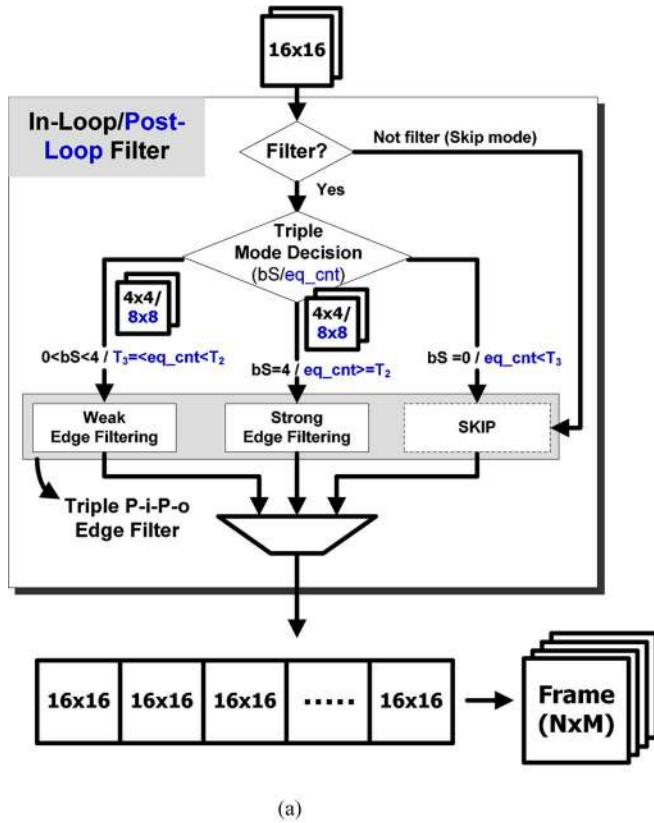 16x16
In-Loop/Post-
Loop Filter
Filter?
Not filter (Skip mode)
Yes
Triple
Mode Decision
(bS/eq_cnt)
4x4/
8x8
4x4/
8x8
0<bS<4 / T3=<eq_cnt<T2
bS=4 / eq_cnt>=T2
bS =0 / eq_cnt<T3
Weak
Edge Filtering
Strong
Edge Filtering
SKIP
Triple P-i-P-o
Edge Filter
16x16 16x16 16x16 ..... 16x16
Frame
(NxM)
(a)